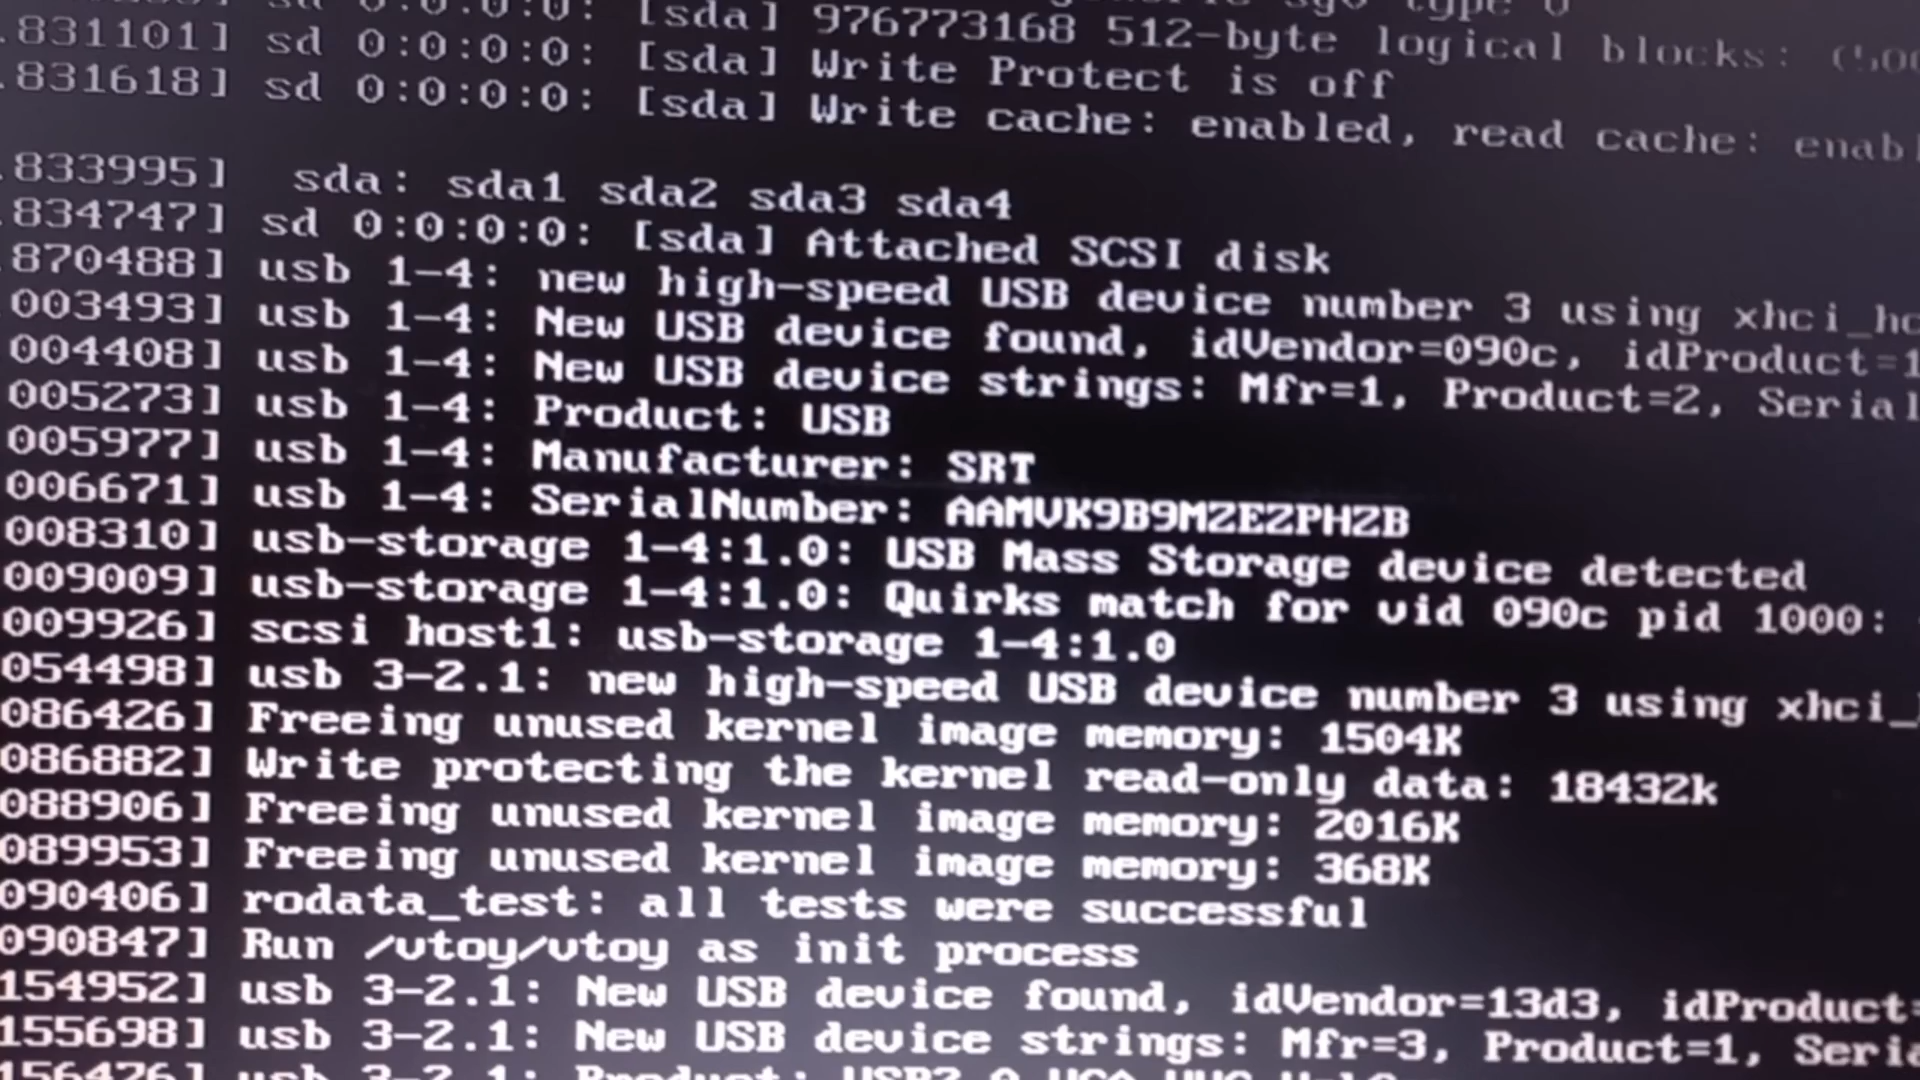 [sda] 976773168 512-byte logical blocks:
.831101] sd 0:0:0:0: [sda] Write Protect is off
.831618] sd 0:0:0:0: [sda] Write cache: enabled, read cache:
.833995]  sda: sda1 sda2 sda3 sda4
.834747] sd 0:0:0:0: [sda] Attached SCSI disk
870488] usb 1-4: new high-speed USB device number 3 using xhci_hc
003493] usb 1-4: New USB device found, idVendor=090c, idProduct=1
004408] usb 1-4: New USB device strings: Mfr=1, Product=2, Serial
005273] usb 1-4: Product: USB
005977] usb 1-4: Manufacturer: SRT
006671] usb 1-4: SerialNumber: AAMVK9B9MZEZPHZB
008310] usb-storage 1-4:1.0: USB Mass Storage device detected
009009] usb-storage 1-4:1.0: Quirks match for vid 090c pid 1000:
009926] scsi host1: usb-storage 1-4:1.0
054498] usb 3-2.1: new high-speed USB device number 3 using xhci_
086426] Freeing unused kernel image memory: 1504K
086882] Write protecting the kernel read-only data: 18432k
088906] Freeing unused kernel image memory: 2016K
089953] Freeing unused kernel image memory: 368K
090406] rodata_test: all tests were successful
090847] Run /vtoy/vtoy as init process
154952] usb 3-2.1: New USB device found, idVendor=13d3, idProduct=
155698] usb 3-2.1: New USB device strings: Mfr=3, Product=1, Seri
156426] usb 3-2.1: Product: